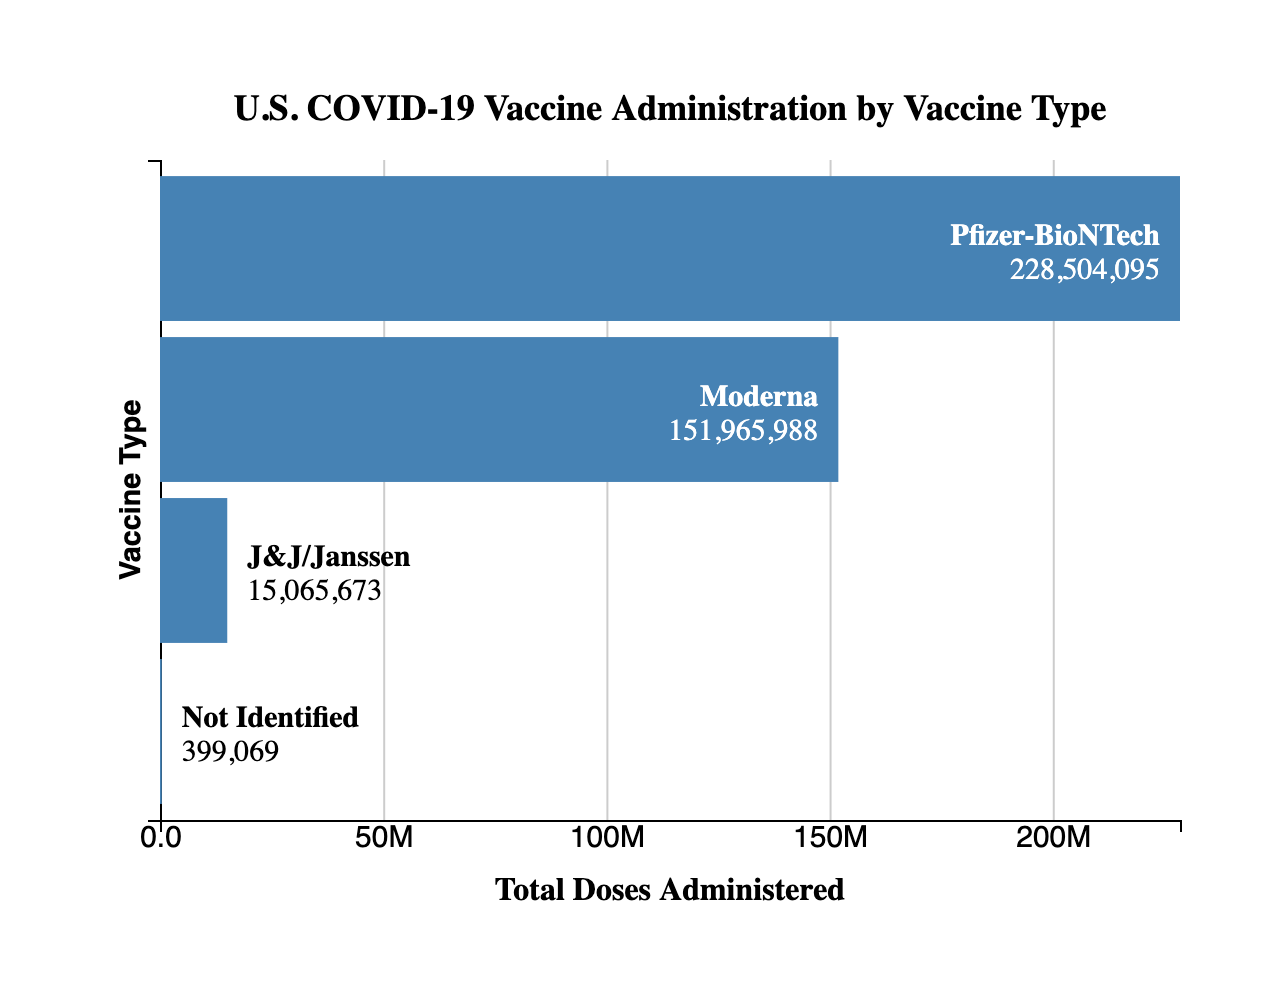 U.S. COVID-19 Vaccine Administration by Vaccine Type
Pfizer-BioNTech
228,504,095
Moderna
151,965,988
Vaccine Type
J&J/Janssen
15,065,673
Not Identified
399,069
0.0 50M 100M 150M 200M
Total Doses Administered